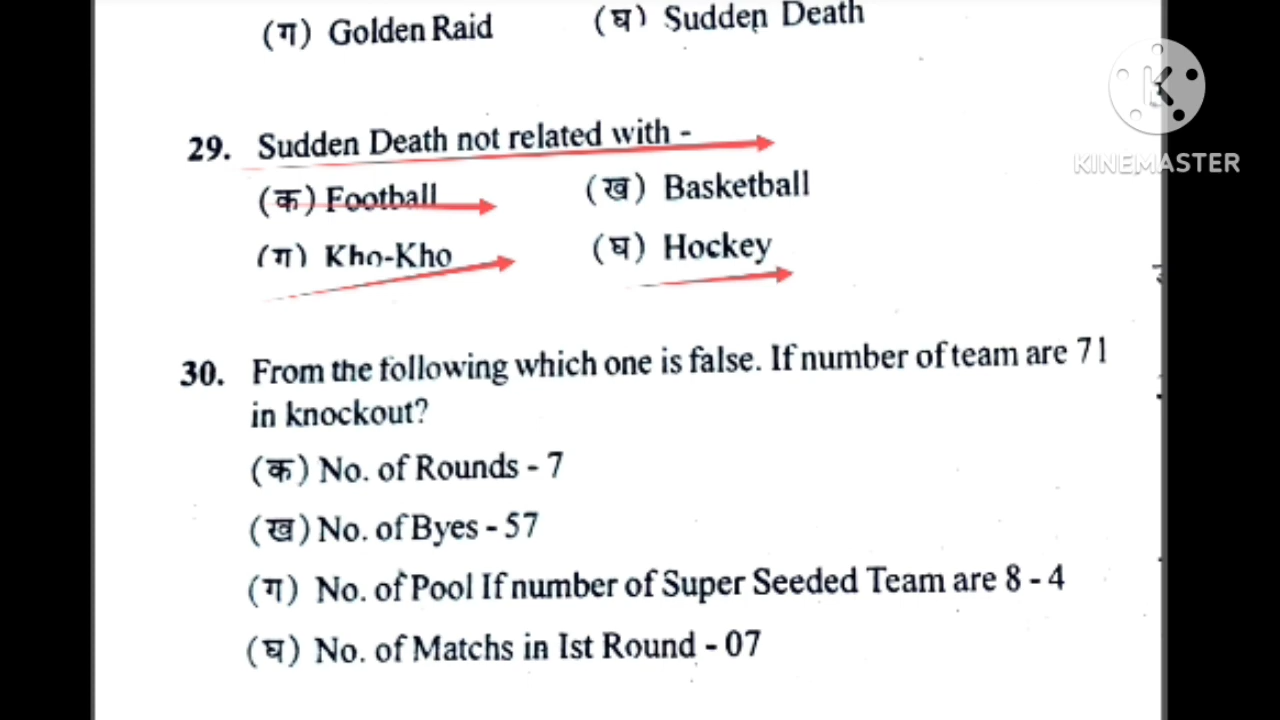 (ग) Golden Raid (घ) Sudden Death
29. Sudden Death not related with -
(क) Football (ख) Basketball
(ग) Kho-Kho (घ) Hockey
30. From the following which one is false. If number of team are 71
in knockout?
(क) No. of Rounds - 7
(ख) No. of Byes - 57
(ग) No. of Pool If number of Super Seeded Team are 8 - 4
(घ) No. of Matchs in Ist Round - 07
KINEMASTER